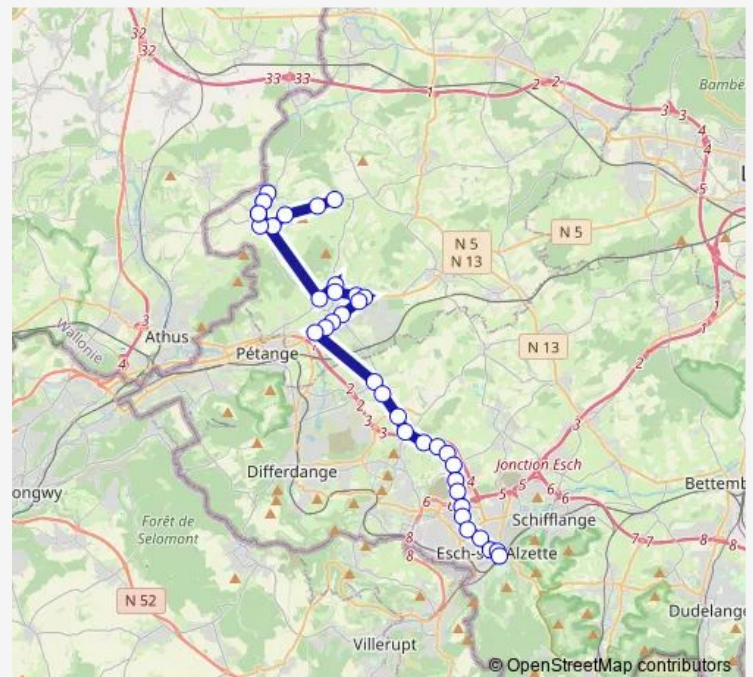 32
32
33 33
1
2 2
3
3
4
4
Bambë
5
L
N 5
N 13
N 5
3
Athus
Wallonie
4
Pétange
N 13
2
2
3
3
3
1
2
Differdange
4
Jonction Esch
5 5
6
6
6
ongwy
Bettemb
Forêt de
Selomont
8
8
Schifflange
7 7
8 8
Esch-s Alzette
N 52
Dudelange
Villerupt
© OpenStreetMap contributors